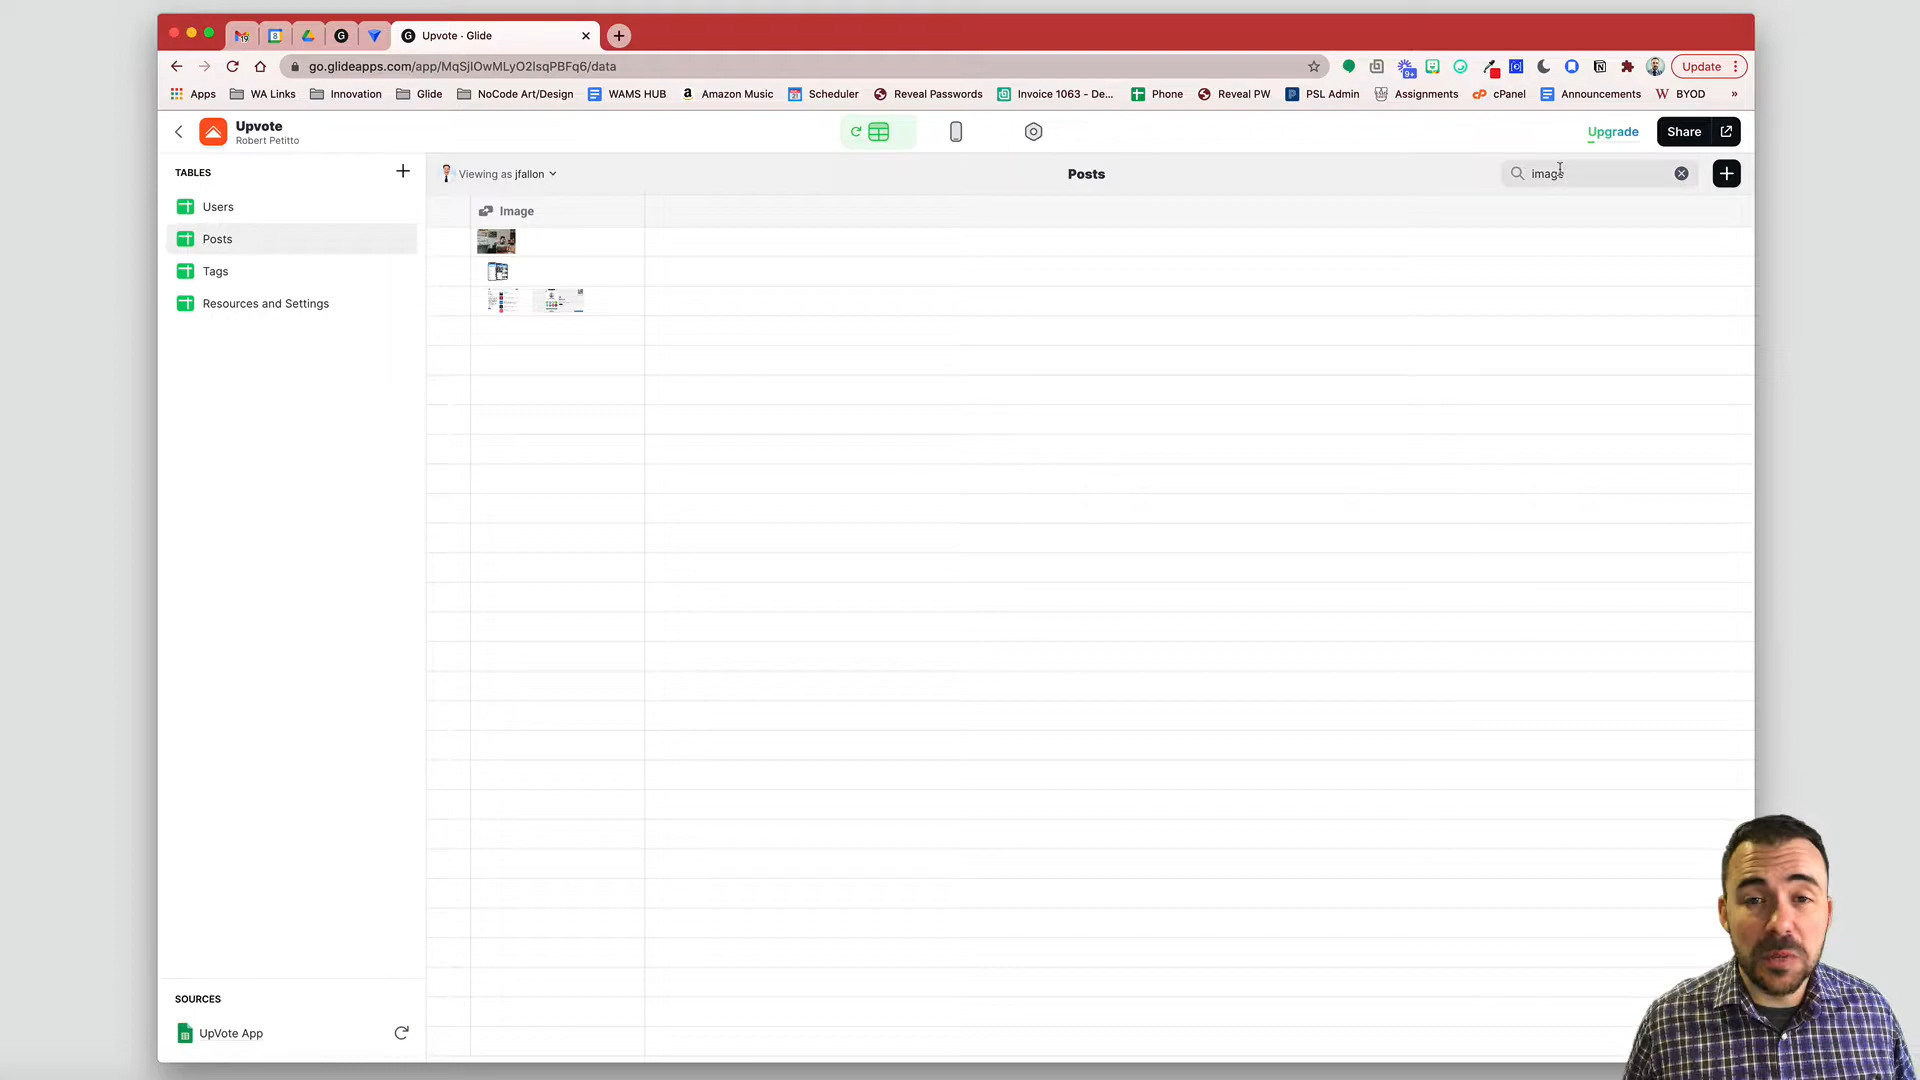 Upvote · Glide
go.glideapps.com/app/MqSjIOwMLyO2IsqPBFq6/data
Update
Apps
WA Links
Innovation
Glide
NoCode Art/Design
WAMS HUB
Amazon Music
Scheduler
Reveal Passwords
Invoice 1063 - De...
Phone
Reveal PW
PSL Admin
Assignments
cPanel
Announcements
BYOD
»
Upvote
Robert Petitto
Upgrade
Share
TABLES
Viewing as jfallon
Posts
image
Users
Image
Posts
Tags
Resources and Settings
SOURCES
UpVote App